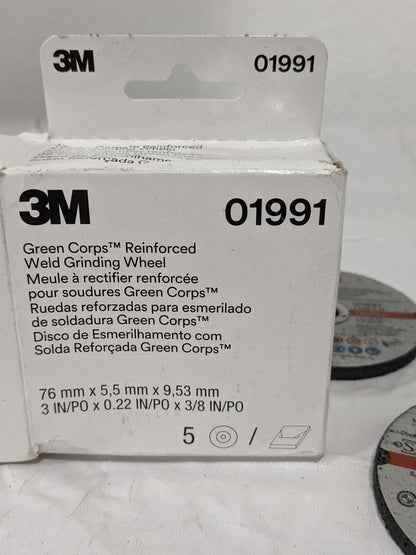 3M 01991
3M 01991
Green Corps™ Reinforced
Weld Grinding Wheel
Meule à rectifier renforcée
pour soudures Green Corps™
Ruedas reforzadas para esmerilado
de soldadura Green Corps™
Disco de Esmerilhamento com
Solda Reforçada Green Corps™
76 mm x 5,5 mm x 9,53 mm
3 IN/PO x 0.22 IN/PO x 3/8 IN/PO
5 /
01991